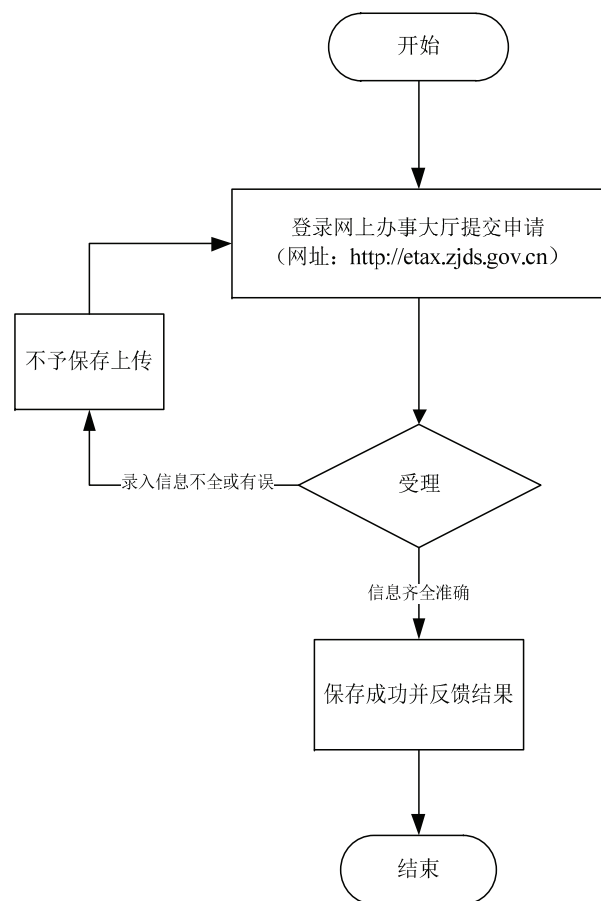 开始
登录网上办事大厅提交申请
（网址：http://etax.zjds.gov.cn）
不予保存上传
录入信息不全或有误
受理
信息齐全准确
保存成功并反馈结果
结束